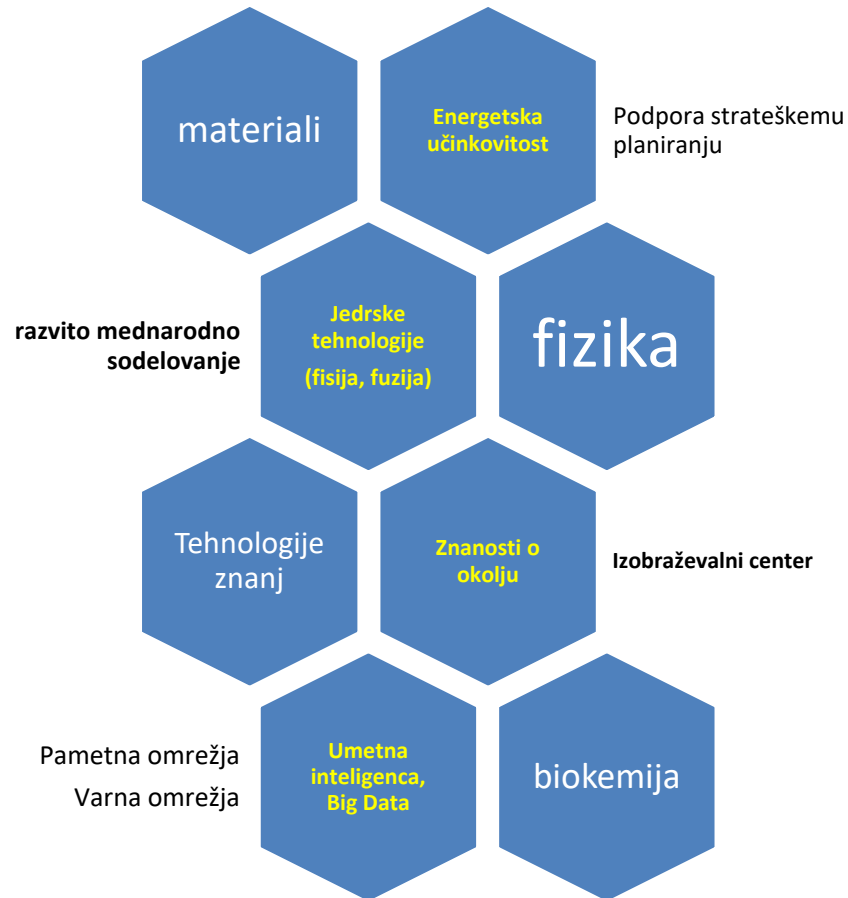 materiali
Energetska
učinkovitost
Podpora strateškemu
planiranju
razvito mednarodno
sodelovanje
Jedrske
tehnologije
(fisija, fuzija)
fizika
Tehnologije
znanj
Znanosti o
okolju
Izobraževalni center
Pametna omrežja
Varna omrežja
Umetna
inteligenca,
Big Data
biokemija